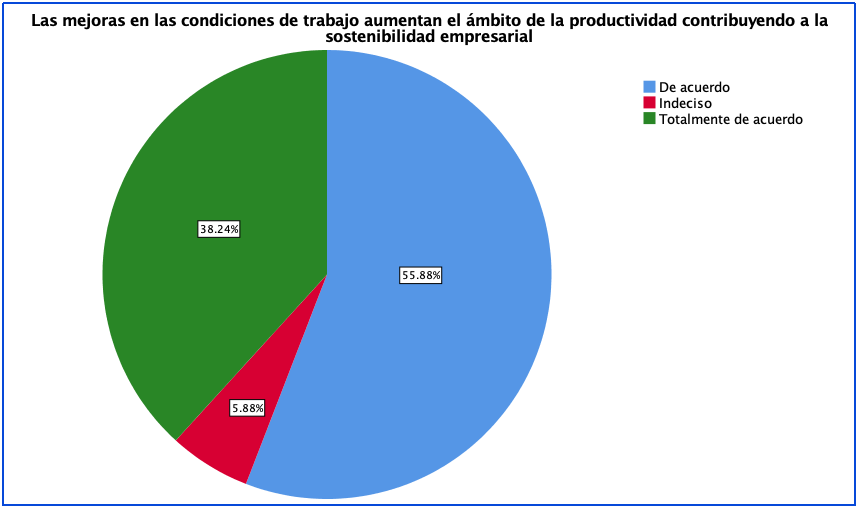 Las mejoras en las condiciones de trabajo aumentan el ámbito de la productividad contribuyendo a la
sostenibilidad empresarial
De acuerdo
Indeciso
Totalmente de acuerdo
38.24%
55.88%
5.88%